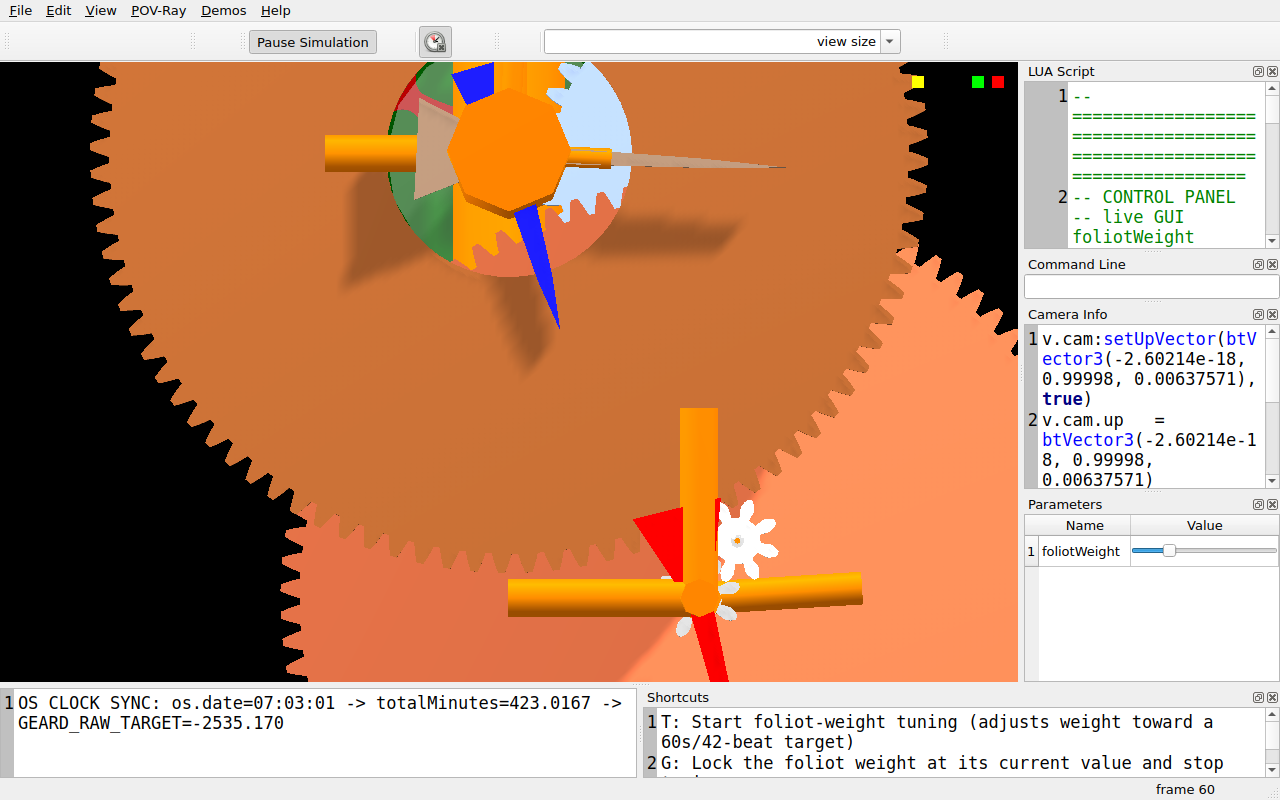 File Edit View POV-Ray Demos Help
Pause Simulation
view size
LUA Script
1 --
==================
==================
==================
=================
2 -- CONTROL PANEL
-- live GUI
foliotWeight
Command Line
Camera Info
1 v.cam:setUpVector(btV
ector3(-2.60214e-18,
0.99998, 0.00637571),
true)
2 v.cam.up   =
btVector3(-2.60214e-1
8, 0.99998,
0.00637571)
Parameters
Name Value
1 foliotWeight
1 OS CLOCK SYNC: os.date=07:03:01 -> totalMinutes=423.0167 ->
GEARD_RAW_TARGET=-2535.170
Shortcuts
1 T: Start foliot-weight tuning (adjusts weight toward a
60s/42-beat target)
2 G: Lock the foliot weight at its current value and stop
frame 60